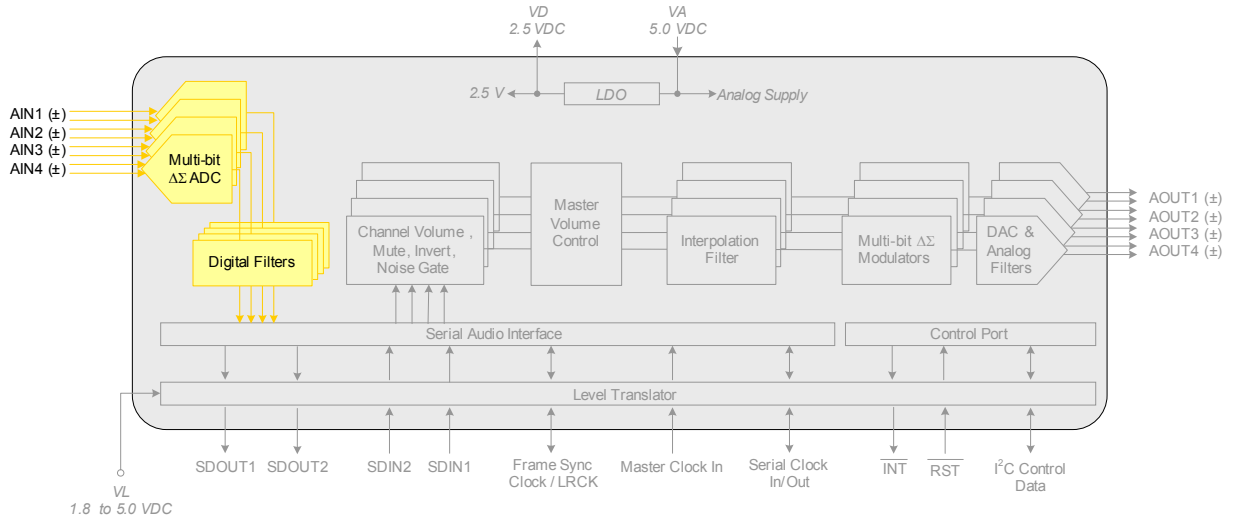 VD
2.5 VDC
VA
5.0 VDC
2.5 V
LDO
Analog Supply
AIN1 (±)
AIN2 (±)
AIN3 (±)
AIN4 (±)
Multi-bit
ΔΣ ADC
Digital Filters
Channel Volume ,
Mute, Invert,
Noise Gate
Master
Volume
Control
Interpolation
Filter
Multi-bit ΔΣ
Modulators
DAC &
Analog
Filters
AOUT1 (±)
AOUT2 (±)
AOUT3 (±)
AOUT4 (±)
Serial Audio Interface
Control Port
Level Translator
VL
1.8 to 5.0 VDC
SDOUT1
SDOUT2
SDIN2
SDIN1
Frame Sync
Clock / LRCK
Master Clock In
Serial Clock
In/Out
INT
RST
I²C Control
Data